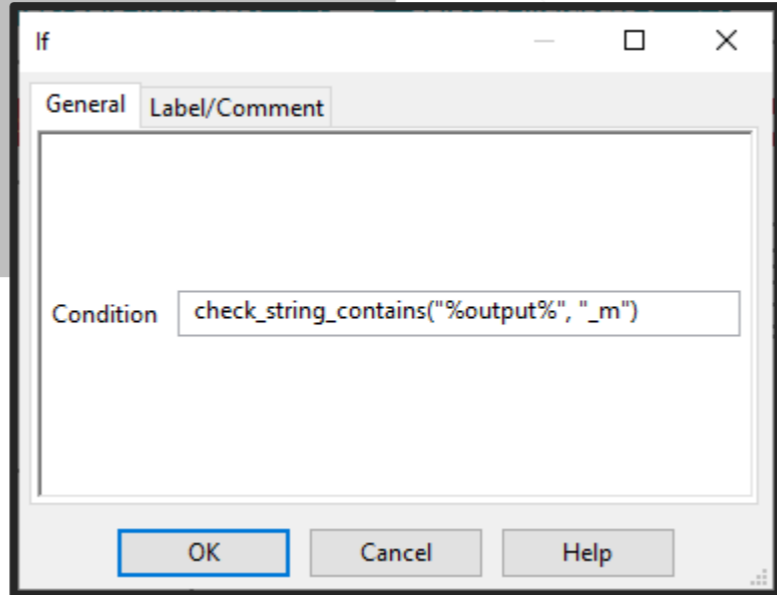 If
General Label/Comment
Condition check_string_contains("%output%", "_m")
OK Cancel Help